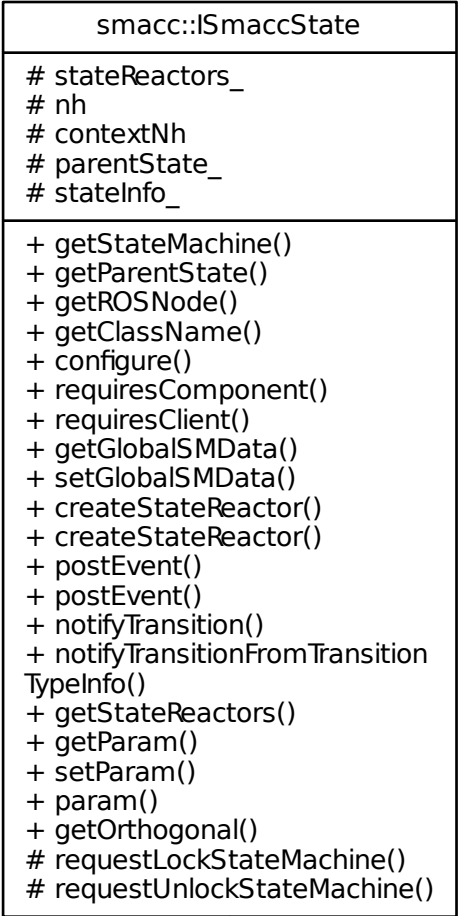 smacc::ISmaccState
# stateReactors_
# nh
# contextNh
# parentState_
# stateInfo_
+ getStateMachine()
+ getParentState()
+ getROSNode()
+ getClassName()
+ configure()
+ requiresComponent()
+ requiresClient()
+ getGlobalSMData()
+ setGlobalSMData()
+ createStateReactor()
+ createStateReactor()
+ postEvent()
+ postEvent()
+ notifyTransition()
+ notifyTransitionFromTransition
TypeInfo()
+ getStateReactors()
+ getParam()
+ setParam()
+ param()
+ getOrthogonal()
# requestLockStateMachine()
# requestUnlockStateMachine()